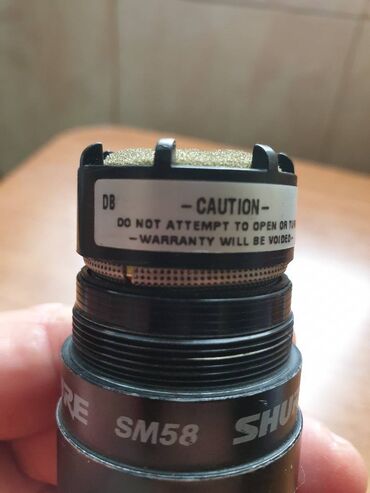 DB
- CAUTION -
DO NOT ATTEMPT TO OPEN OR
- WARRANTY WILL BE VOIDED -
SM58